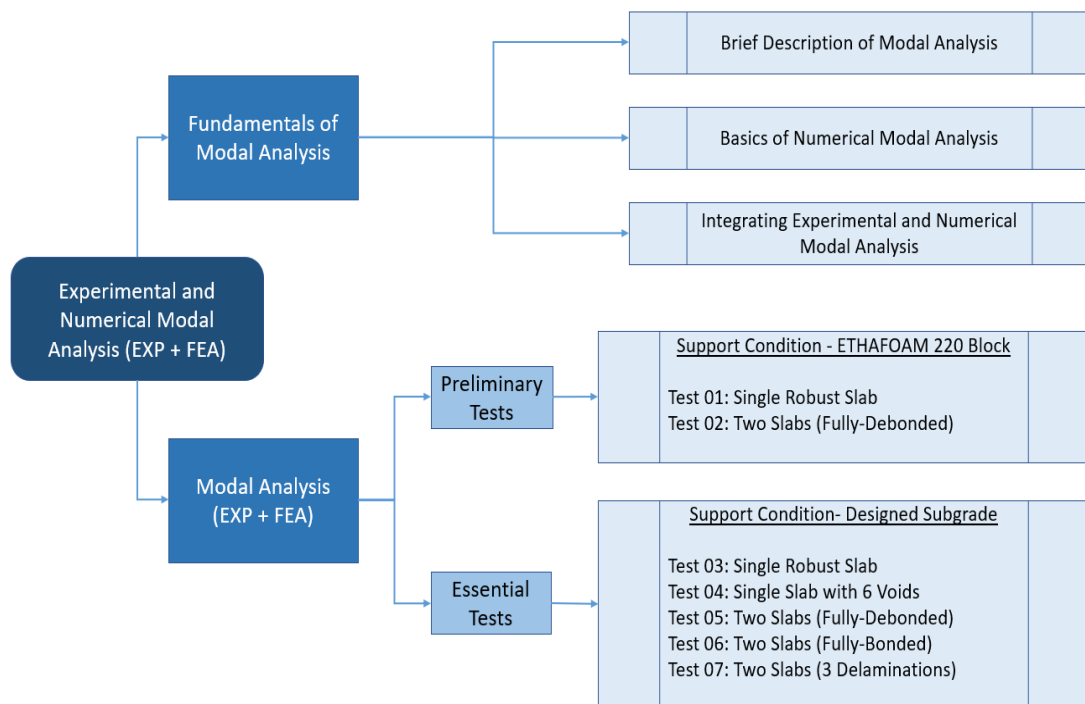 Brief Description of Modal Analysis
Fundamentals of
Modal Analysis
Basics of Numerical Modal Analysis
Integrating Experimental and Numerical
Modal Analysis
Experimental and
Numerical Modal
Analysis (EXP + FEA)
Modal Analysis
(EXP + FEA)
Preliminary
Tests
Support Condition - ETHAFOAM 220 Block
Test 01: Single Robust Slab
Test 02: Two Slabs (Fully-Debonded)
Essential
Tests
Support Condition- Designed Subgrade
Test 03: Single Robust Slab
Test 04: Single Slab with 6 Voids
Test 05: Two Slabs (Fully-Debonded)
Test 06: Two Slabs (Fully-Bonded)
Test 07: Two Slabs (3 Delaminations)